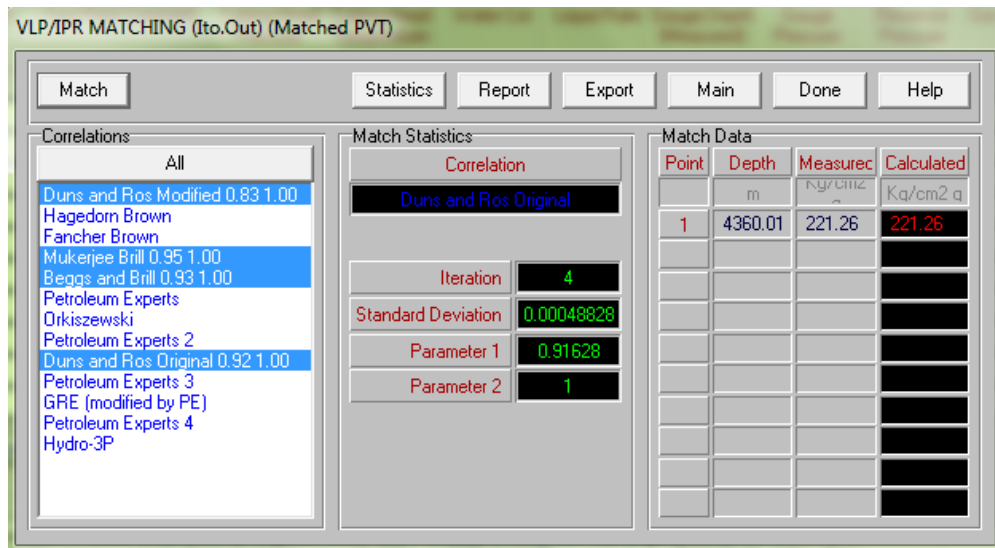 VLP/IPR MATCHING (Ito.Out) (Matched PVT)
Match Statistics Report Export Main Done Help
Correlations
All
Duns and Ros Modified 0.83 1.00
Hagedorn Brown
Fancher Brown
Mukerjee Brill 0.95 1.00
Beggs and Brill 0.93 1.00
Petroleum Experts
Orkiszewski
Petroleum Experts 2
Duns and Ros Original 0.92 1.00
Petroleum Experts 3
GRE (modified by PE)
Petroleum Experts 4
Hydro-3P
Match Statistics
Correlation
Duns and Ros Original
Iteration 4
Standard Deviation 0.00048828
Parameter 1 0.91628
Parameter 2 1
Match Data
Point Depth Measurec Calculated
m Kg/cm2 g Kg/cm2 g
1 4360.01 221.26 221.26